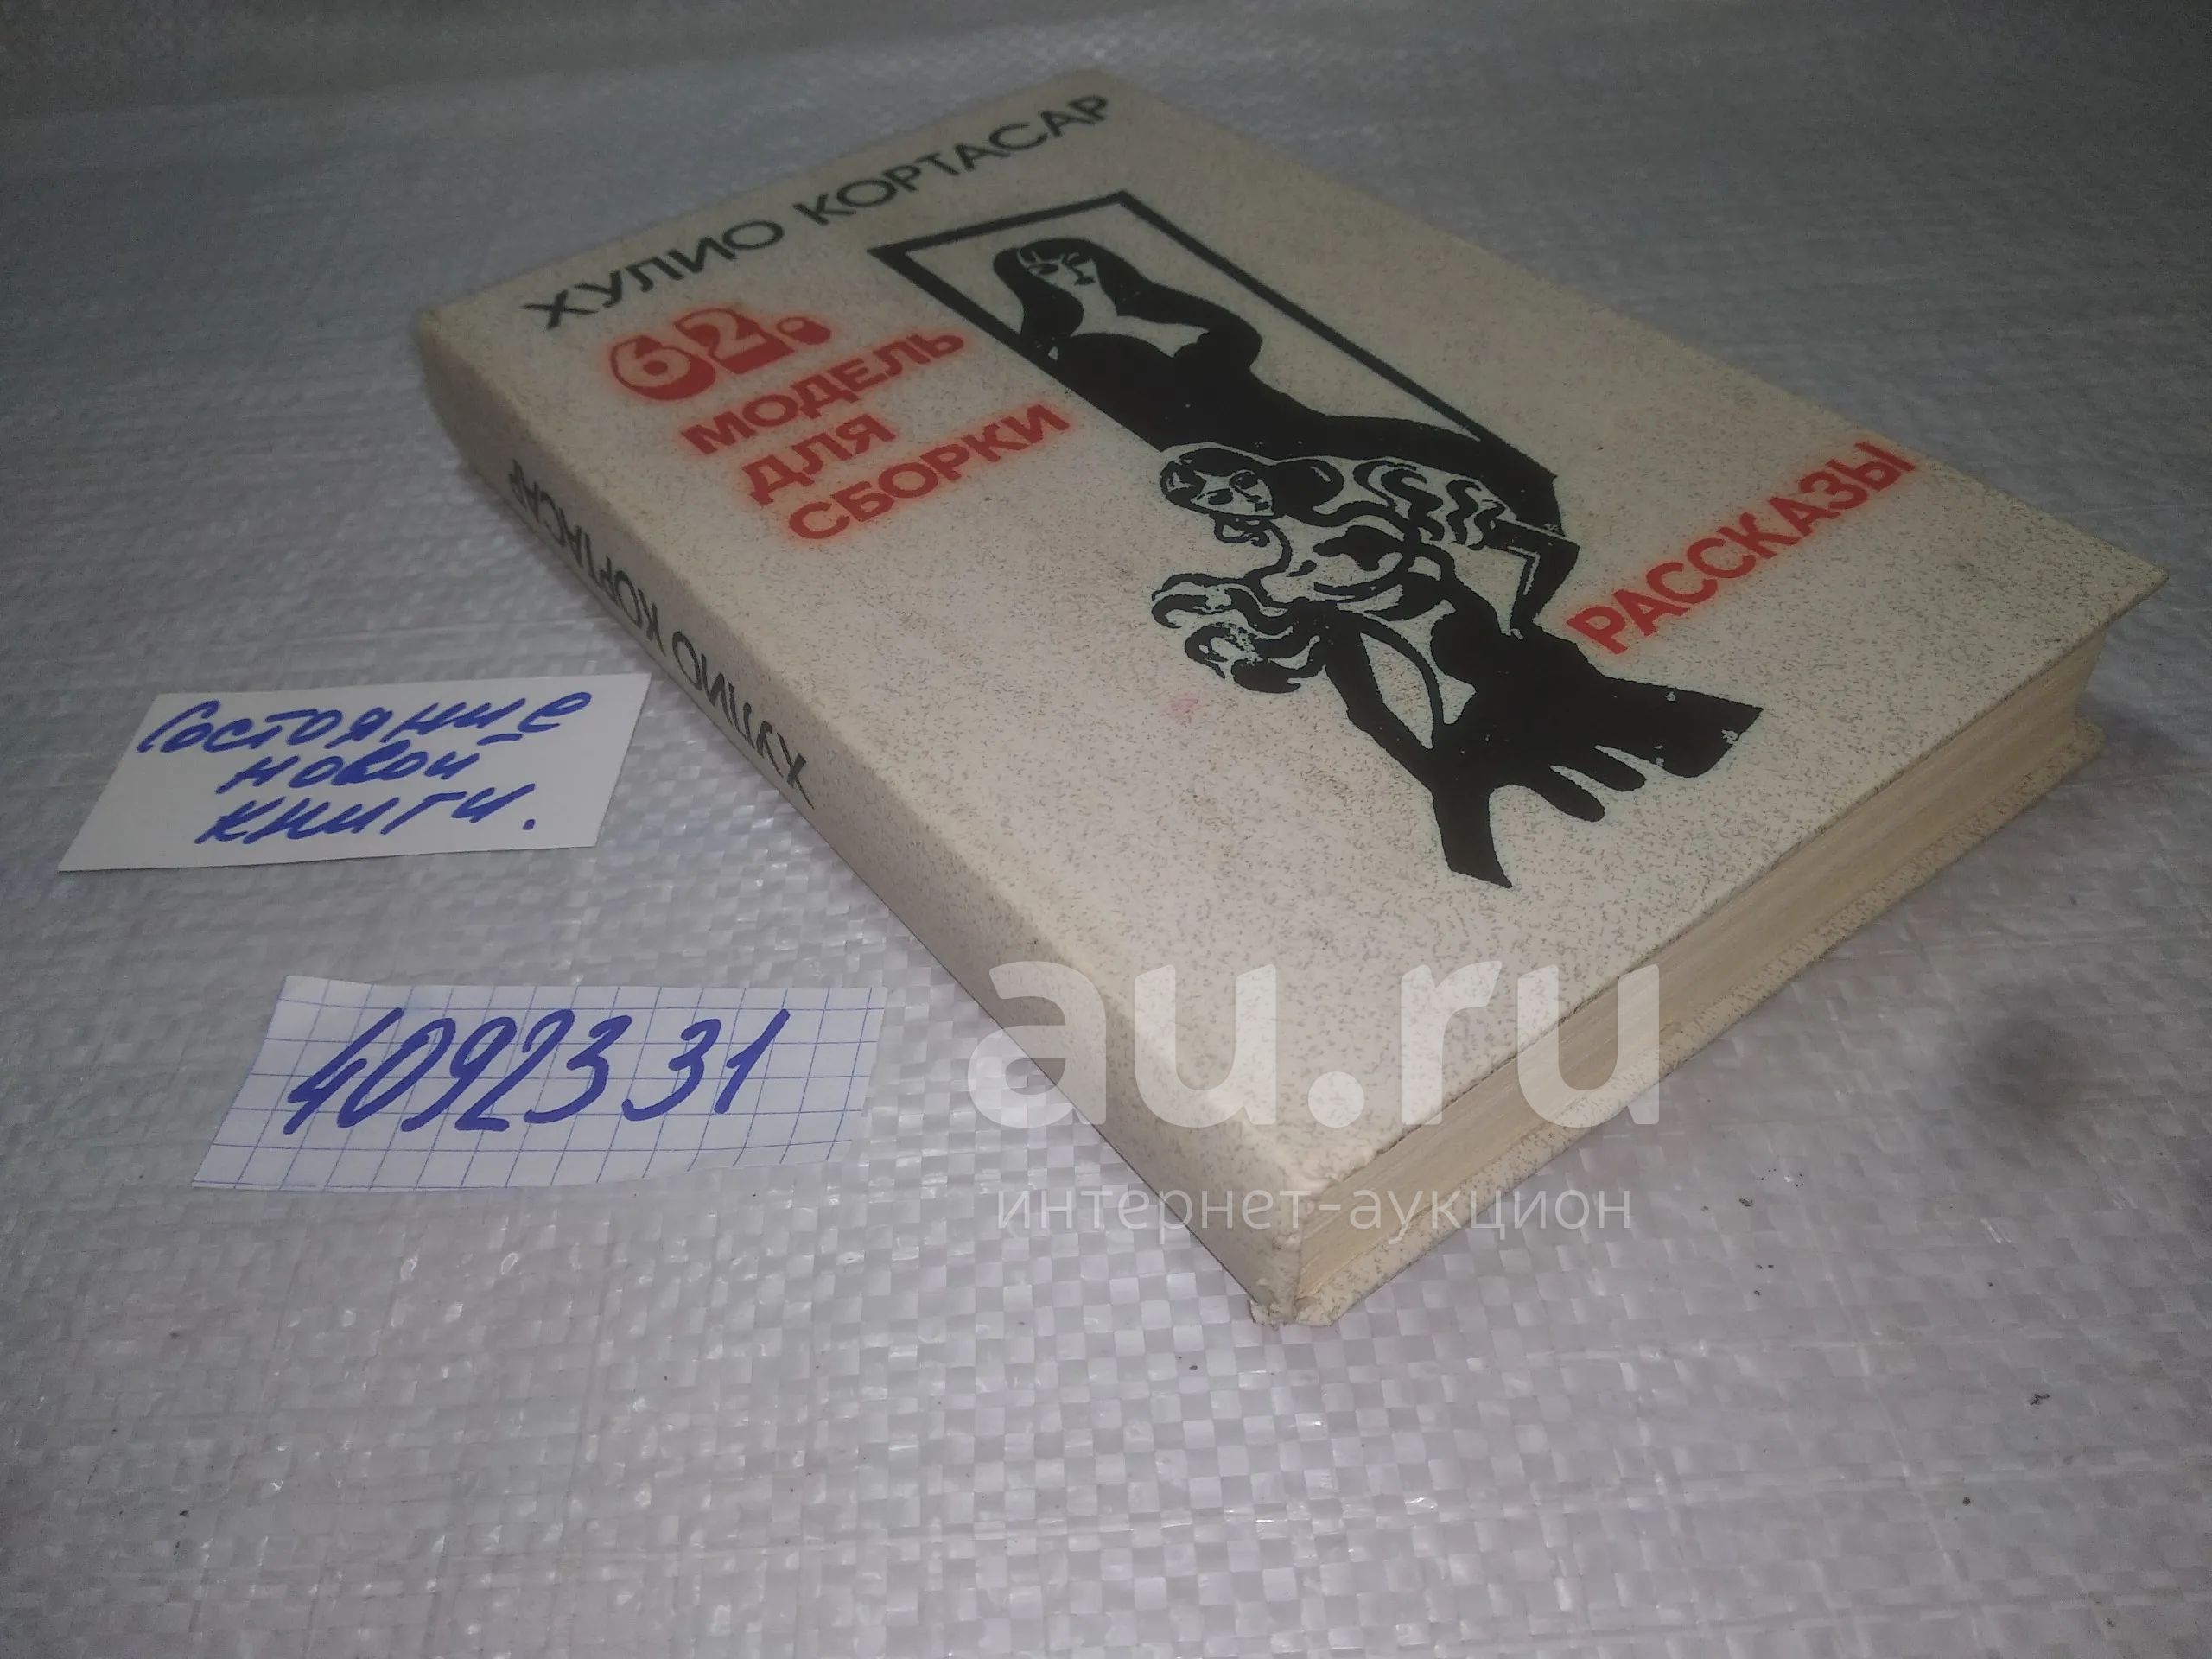 ХУЛИО КОРТАСАР
62.
МОДЕЛЬ
ДЛЯ
СБОРКИ
РАССКАЗЫ
ХУЛИО КОРТАСАР
Состояние
новой
книги.
4092331
au.ru
интернет-аукцион